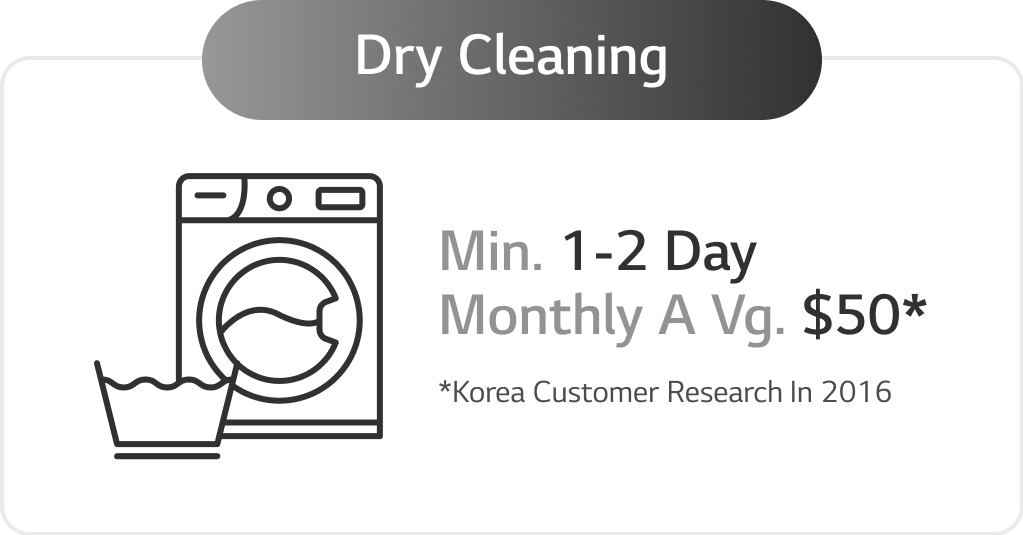 Dry Cleaning
Min. 1-2 Day
Monthly A Vg. $50*
*Korea Customer Research In 2016